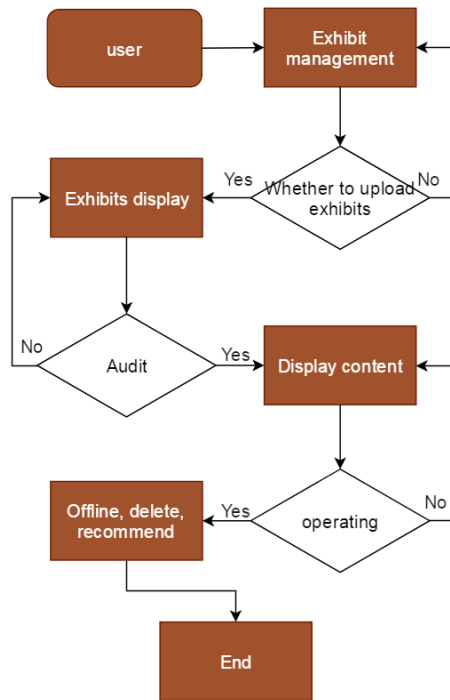 user
Exhibit
management
Yes
Whether to upload
exhibits
No
Exhibits display
No
Audit
Yes
Display content
Offline, delete,
recommend
Yes
operating
No
End